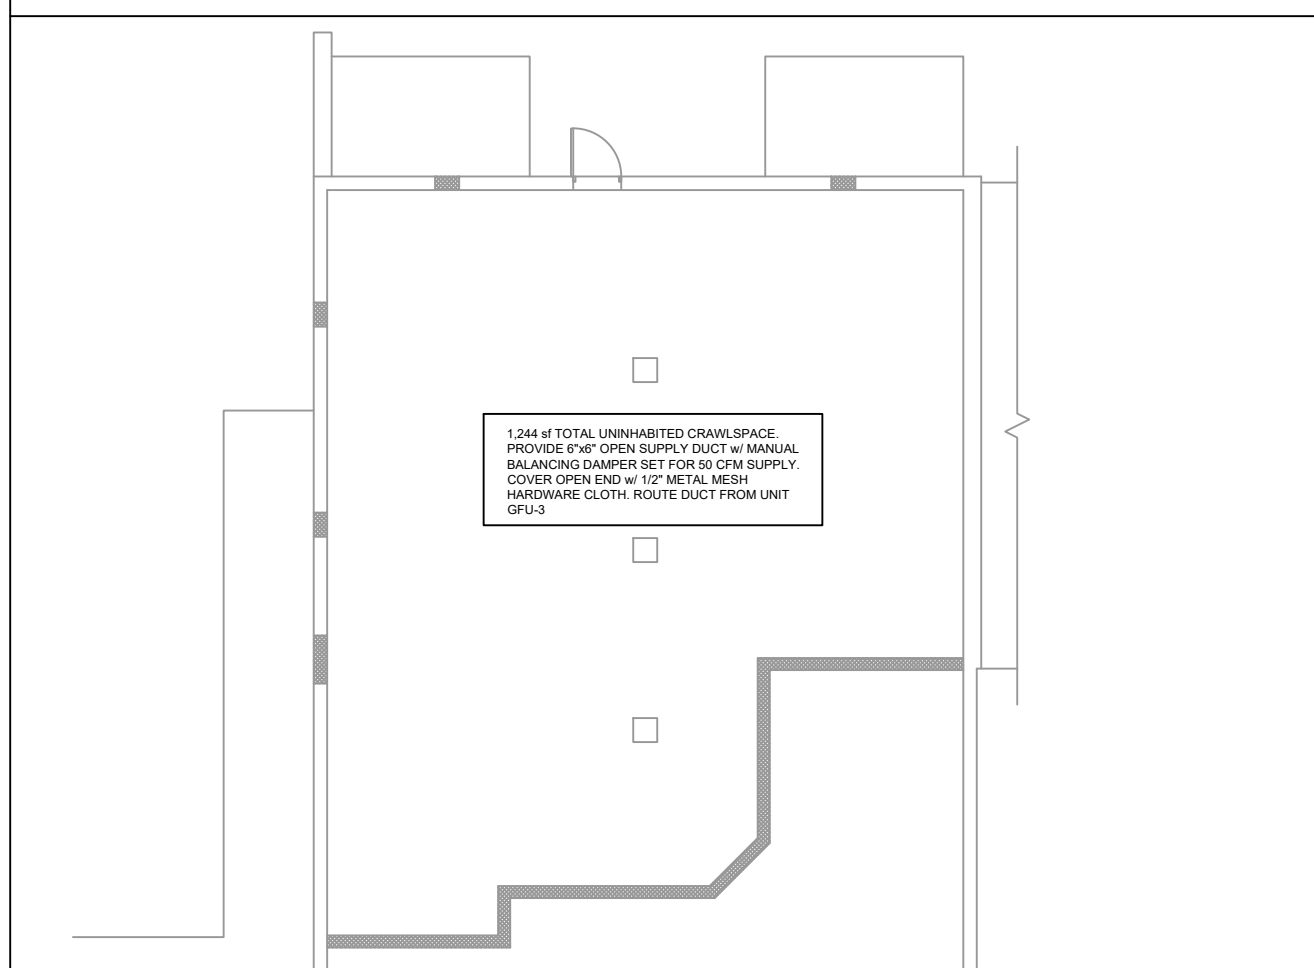 1,244 sf TOTAL UNINHABITED CRAWLSPACE.
PROVIDE 6"x6" OPEN SUPPLY DUCT w/ MANUAL
BALANCING DAMPER SET FOR 50 CFM SUPPLY.
COVER OPEN END w/ 1/2" METAL MESH
HARDWARE CLOTH. ROUTE DUCT FROM UNIT
GFU-3